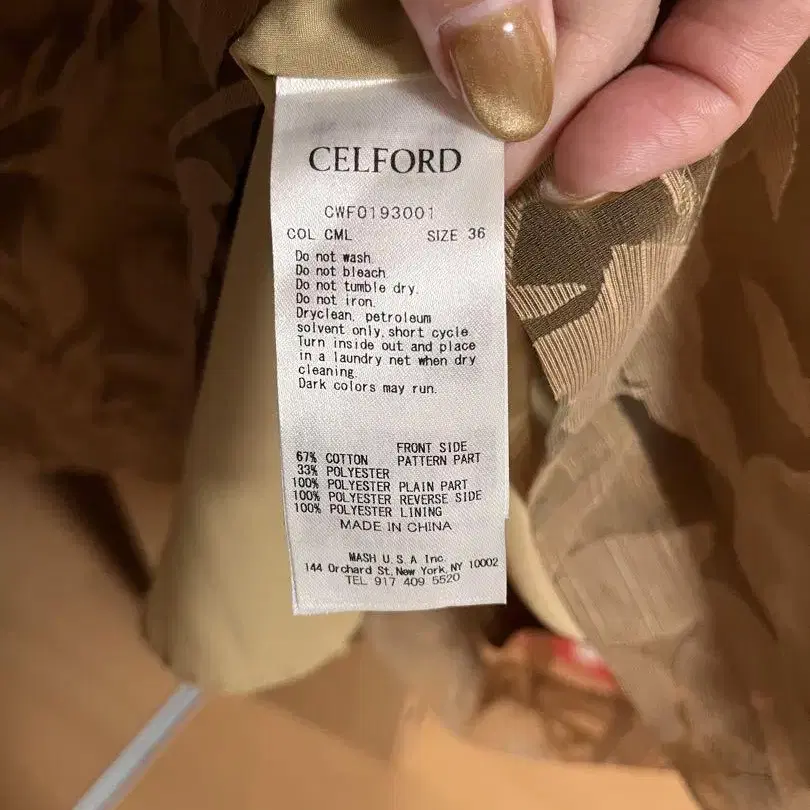 CELFORD
CWF0193001
COL CML SIZE 36
Do not wash.
Do not bleach.
Do not tumble dry.
Do not iron.
Dryclean, petroleum
solvent only, short cycle.
Turn inside out and place
in a laundry net when dry
cleaning.
Dark colors may run.
FRONT SIDE
67% COTTON PATTERN PART
33% POLYESTER
100% POLYESTER PLAIN PART
100% POLYESTER REVERSE SIDE
100% POLYESTER LINING
MADE IN CHINA
MASH U.S.A Inc.
144 Orchard St, New York, NY 10002
TEL 917 409 5520